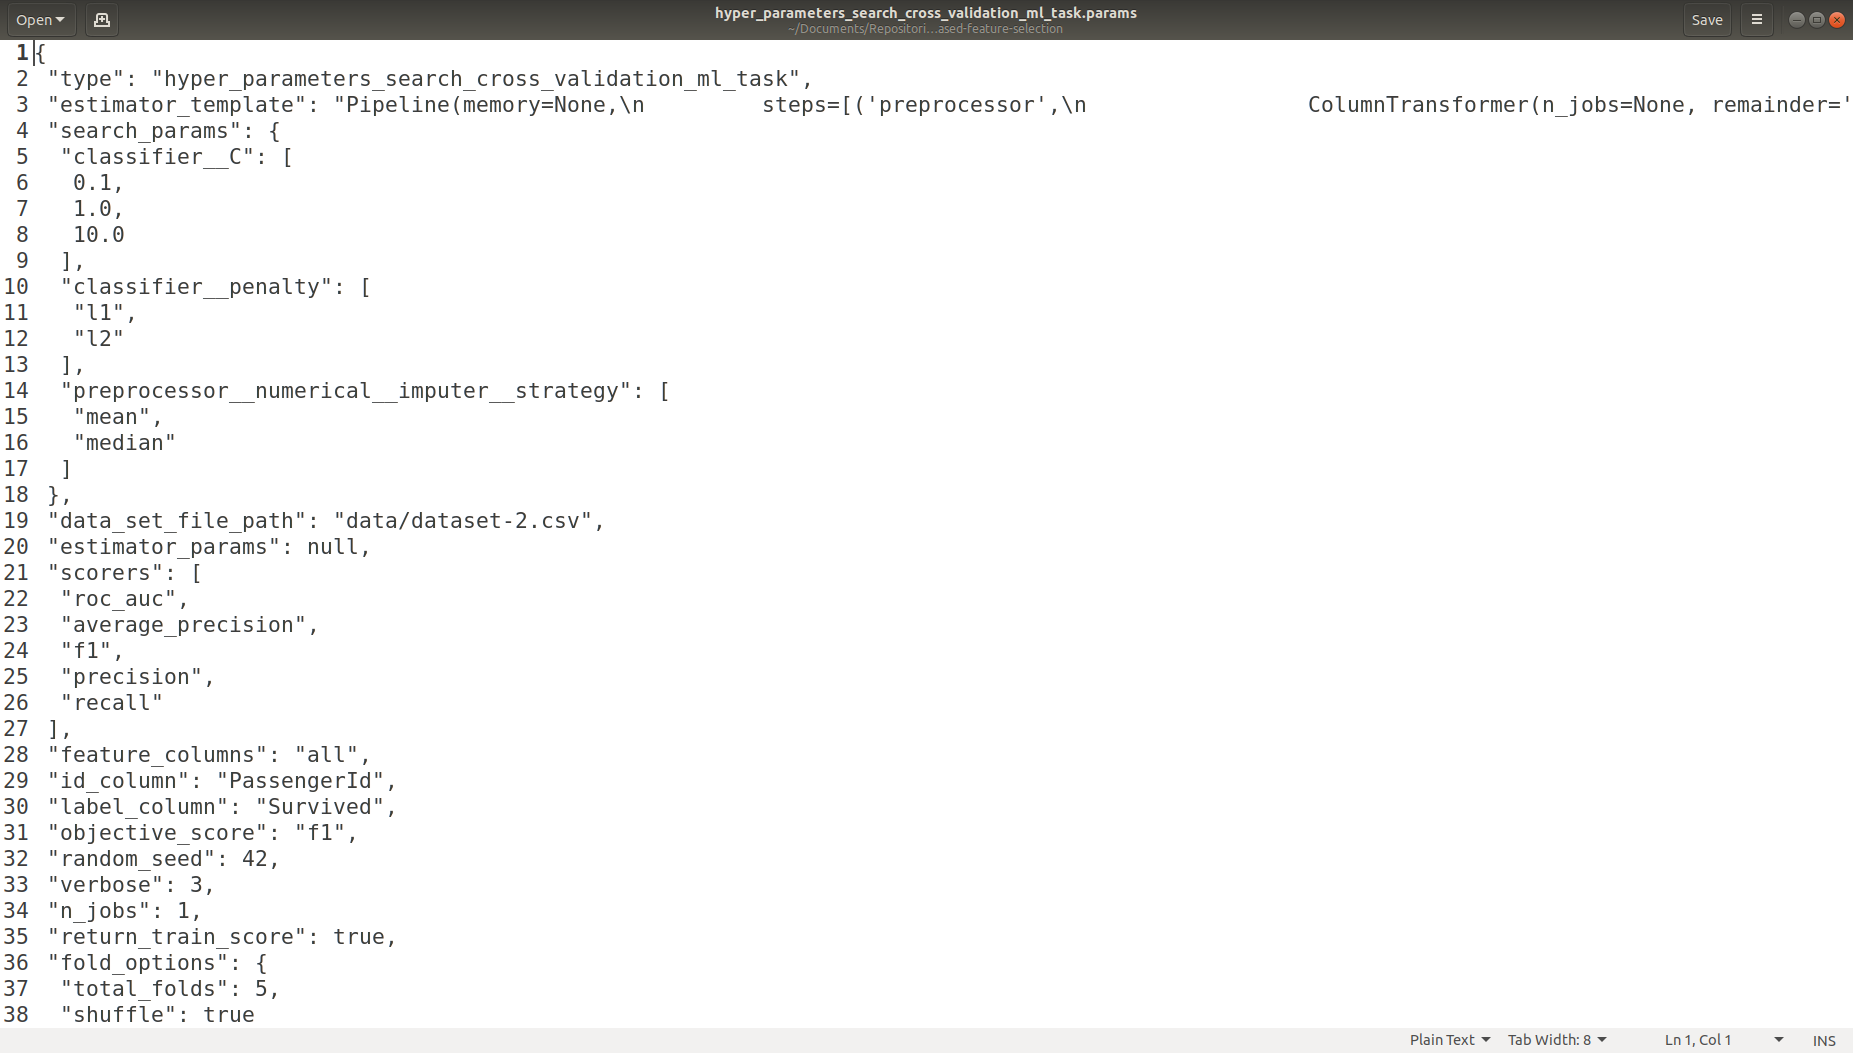 Open
hyper_parameters_search_cross_validation_ml_task.params
~/Documents/Repositori...ased-feature-selection
Save
1 {
2  "type": "hyper_parameters_search_cross_validation_ml_task",
3  "estimator_template": "Pipeline(memory=None,\n         steps=[('preprocessor',\n                 ColumnTransformer(n_jobs=None, remainder='
4  "search_params": {
5   "classifier__C": [
6    0.1,
7    1.0,
8    10.0
9   ],
10   "classifier__penalty": [
11    "l1",
12    "l2"
13   ],
14   "preprocessor__numerical__imputer__strategy": [
15    "mean",
16    "median"
17   ]
18  },
19  "data_set_file_path": "data/dataset-2.csv",
20  "estimator_params": null,
21  "scorers": [
22   "roc_auc",
23   "average_precision",
24   "f1",
25   "precision",
26   "recall"
27  ],
28  "feature_columns": "all",
29  "id_column": "PassengerId",
30  "label_column": "Survived",
31  "objective_score": "f1",
32  "random_seed": 42,
33  "verbose": 3,
34  "n_jobs": 1,
35  "return_train_score": true,
36  "fold_options": {
37   "total_folds": 5,
38   "shuffle": true
Plain Text Tab Width: 8 Ln 1, Col 1 INS